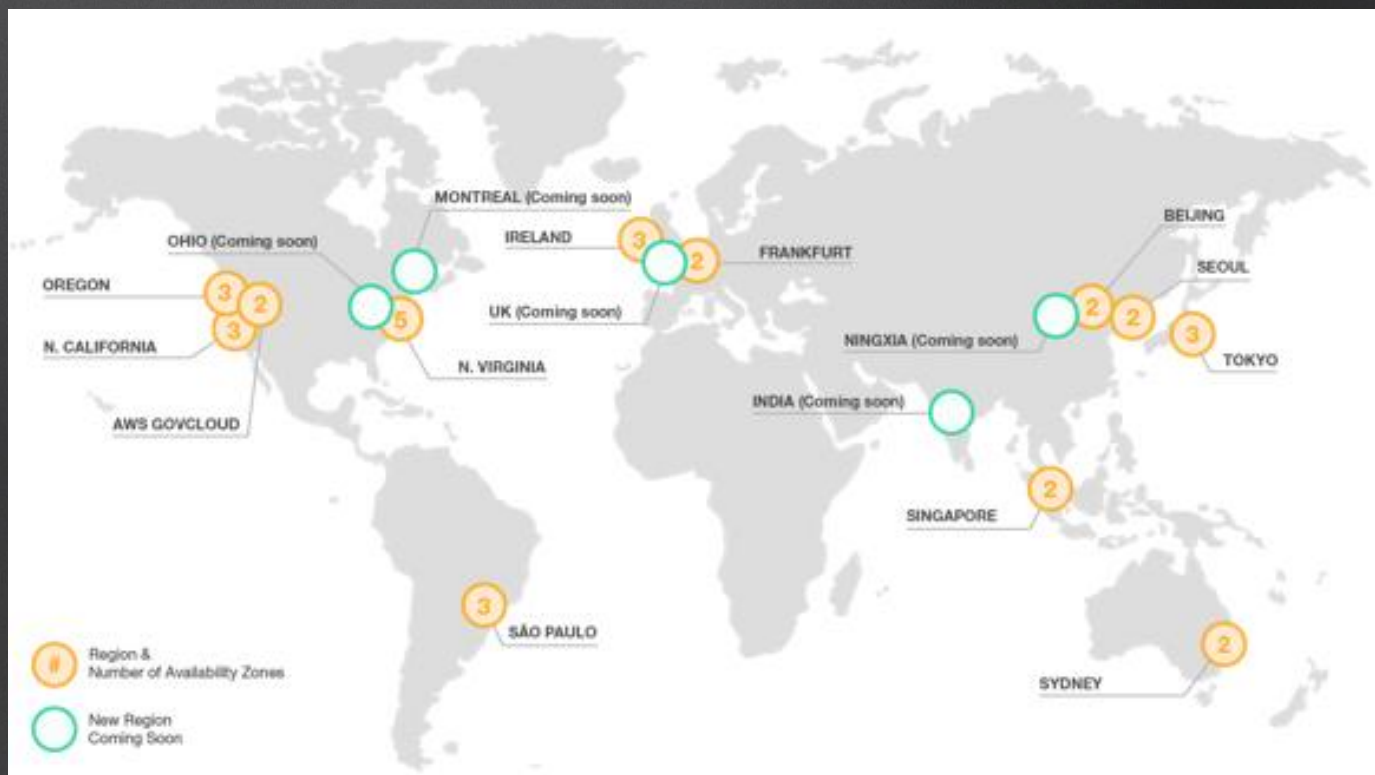 MONTREAL (Coming soon)
BEIJING
OHIO (Coming soon)
IRELAND
3
FRANKFURT
2
SEOUL
OREGON
3
2
UK (Coming soon)
2
2
N. CALIFORNIA
3
5
NINGXIA (Coming soon)
3
TOKYO
N. VIRGINIA
INDIA (Coming soon)
AWS GOVCLOUD
2
SINGAPORE
3
SÃO PAULO
2
SYDNEY
#
Region &
Number of Availability Zones
New Region
Coming Soon